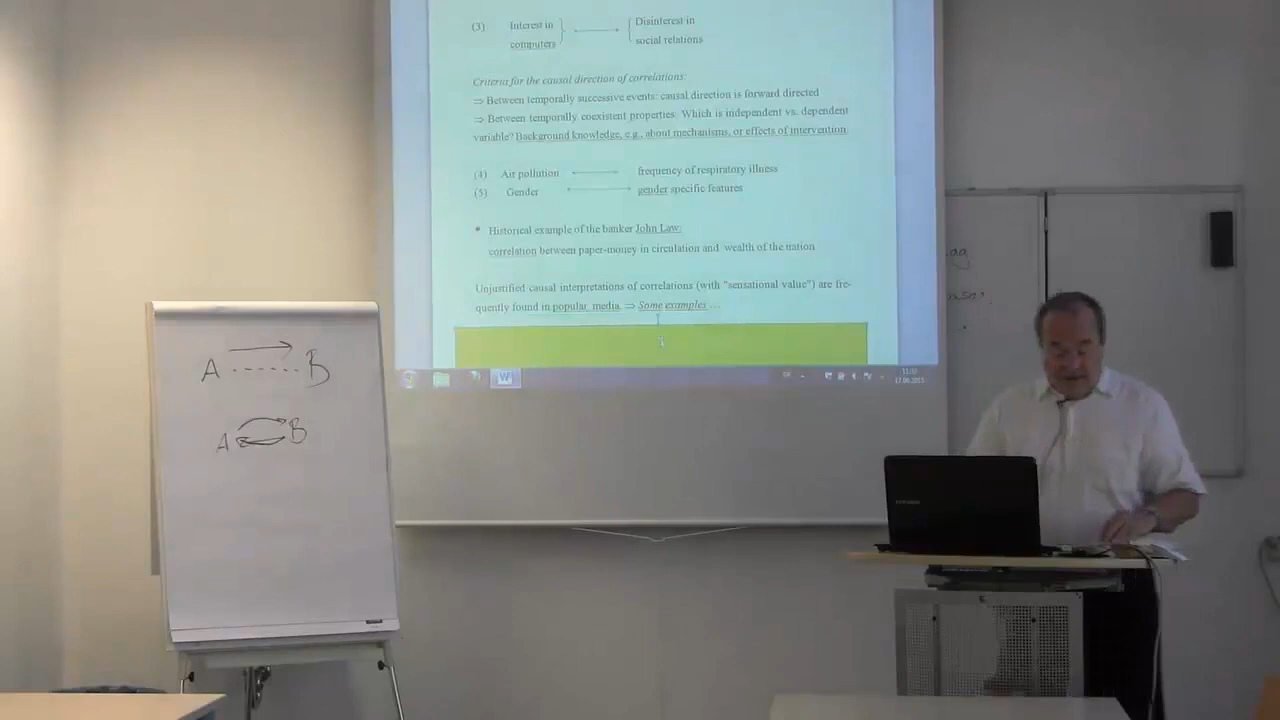 (3) Interest in Disinterest in
computers social relations
Criteria for the causal direction of correlations:
⇒ Between temporally successive events: causal direction is forward directed
⇒ Between temporally coexistent properties: Which is independent vs. dependent
variable? Background knowledge, e.g., about mechanisms, or effects of intervention
(4) Air pollution frequency of respiratory illness
(5) Gender gender specific features
• Historical example of the banker John Law:
correlation between paper-money in circulation and wealth of the nation
Unjustified causal interpretations of correlations (with "sensational value") are fre-
quently found in popular media. ⇒ Some examples ...
17.06.2015
A B
A B